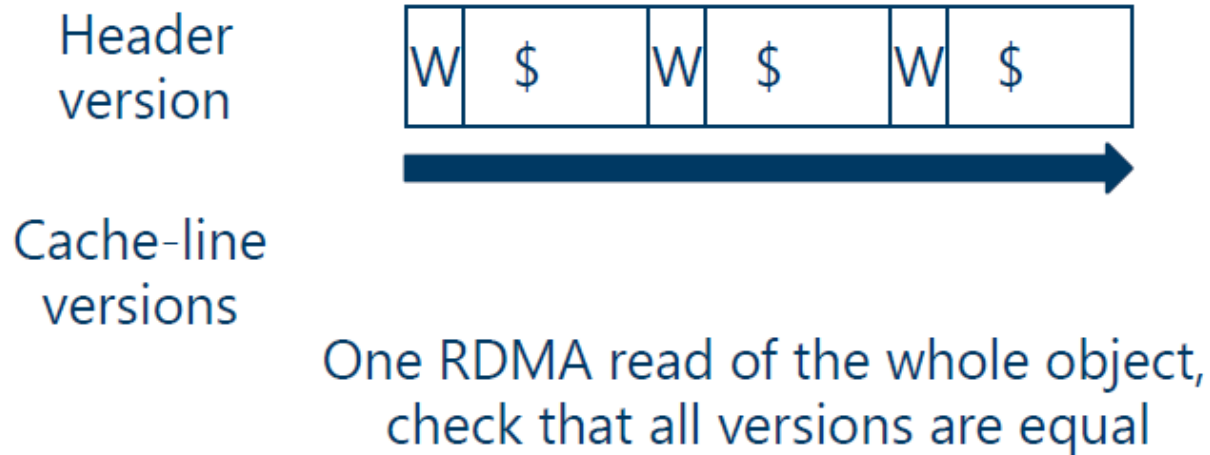 Header
version
W $ W $ W $
Cache-line
versions
One RDMA read of the whole object,
check that all versions are equal